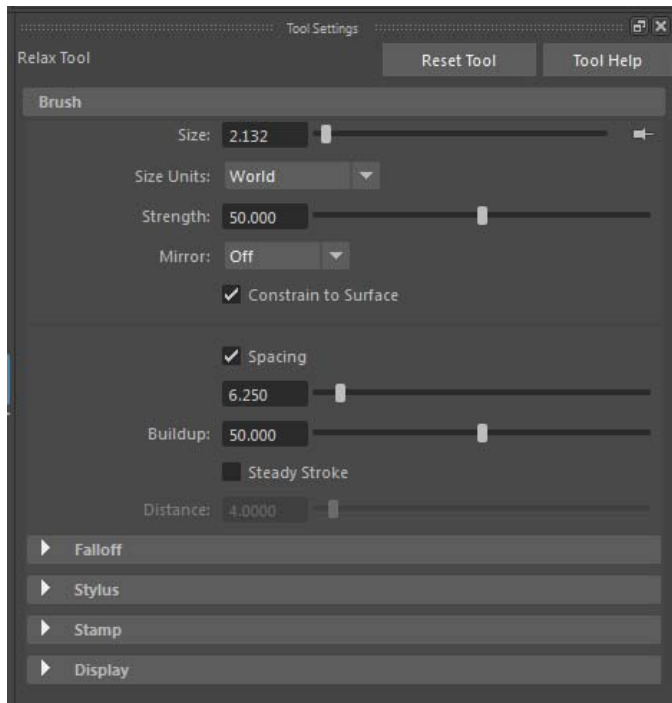 Tool Settings
Relax Tool
Reset Tool
Tool Help
Brush
Size: 2.132
Size Units: World
Strength: 50.000
Mirror: Off
Constrain to Surface
Spacing
6.250
Buildup: 50.000
Steady Stroke
Distance: 4.0000
Falloff
Stylus
Stamp
Display